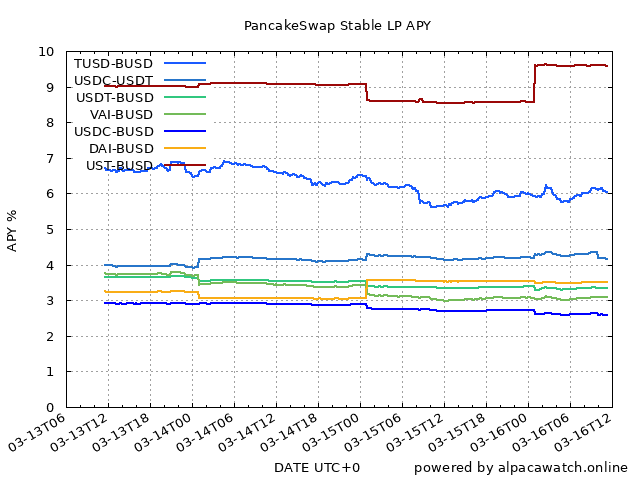 PancakeSwap Stable LP APY
10
9
8
7
6
5
4
3
2
1
0
APY %
TUSD-BUSD
USDC-USDT
USDT-BUSD
VAI-BUSD
USDC-BUSD
DAI-BUSD
UST-BUSD
03-13T06
03-13T12
03-13T18
03-14T00
03-14T06
03-14T12
03-14T18
03-15T00
03-15T06
03-15T12
03-15T18
03-16T00
03-16T06
03-16T12
DATE UTC+0
powered by alpacawatch.online